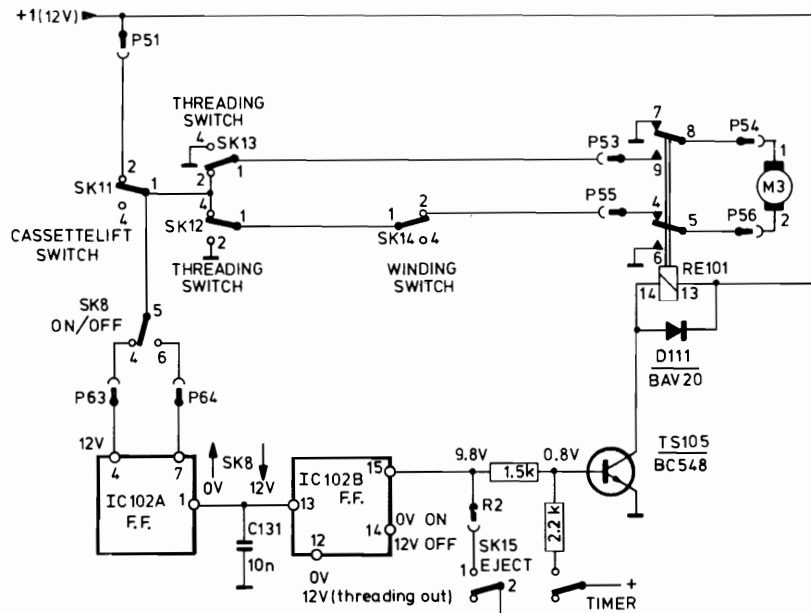 +1(12V)
P51
THREADING
SWITCH
4 SK13
2 1
7
8
P53
9
P54
1
M3
2
2
SK11 1
4
CASSETTELIFT
SWITCH
4
SK12 1
2
THREADING
SWITCH
2
1
SK14 4
WINDING
SWITCH
P55
4
5
6
P56
RE101
14 13
D111
BAV20
SK8
ON/OFF
5
4 6
P63 P64
12V
4 7
IC102A
F.F.
1
SK8
0V 12V
C131
10n
IC102B
F.F.
13
15
14
12
0V ON
12V OFF
0V
12V(threading out)
9.8V
1.5k
0.8V
TS105
BC548
R2
SK15
EJECT
1
2
2.2 k
+
TIMER